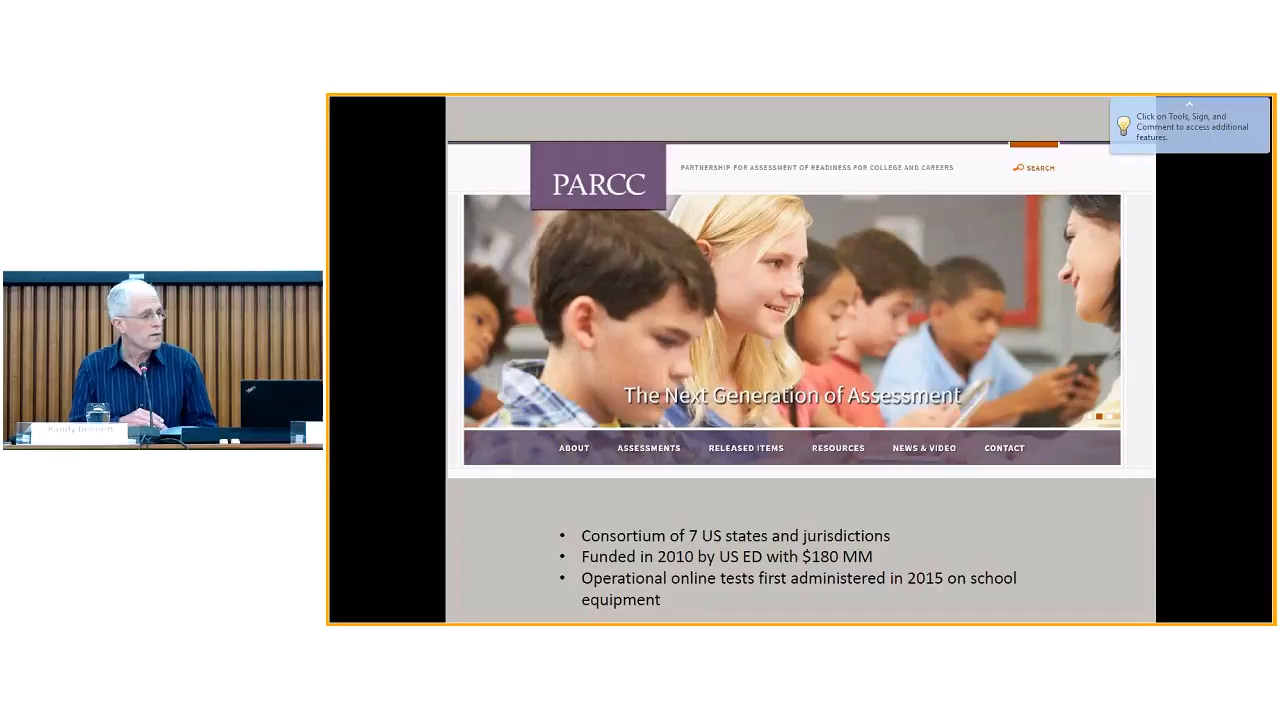 Click on Tools, Sign, and
Comment to access additional
features.
PARCC
PARTNERSHIP FOR ASSESSMENT OF READINESS FOR COLLEGE AND CAREERS
SEARCH
The Next Generation of Assessment
ABOUT ASSESSMENTS RELEASED ITEMS RESOURCES NEWS & VIDEO CONTACT
• Consortium of 7 US states and jurisdictions
• Funded in 2010 by US ED with $180 MM
• Operational online tests first administered in 2015 on school
equipment